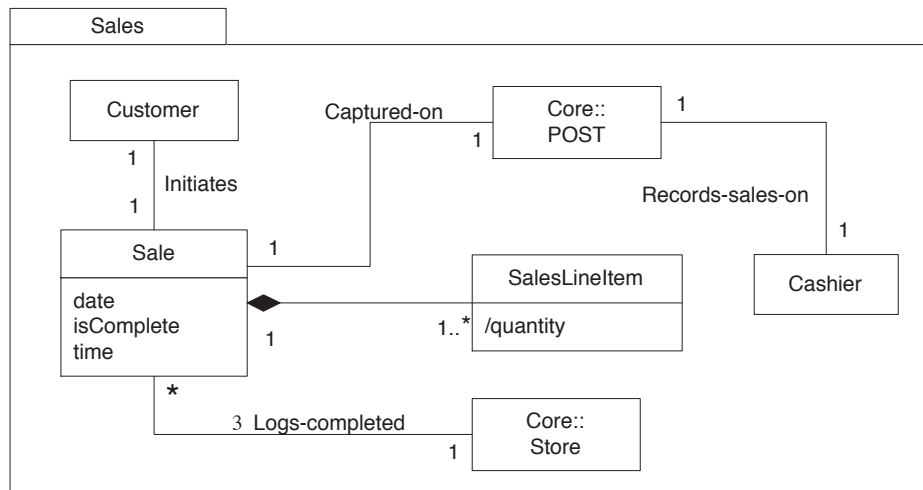 Sales
Customer
1
Initiates
1
Sale
date
isComplete
time
1
Captured-on
1
Core::
POST
1
Records-sales-on
1
Cashier
1
1..*
SalesLineItem
/quantity
*
3 Logs-completed
1
Core::
Store